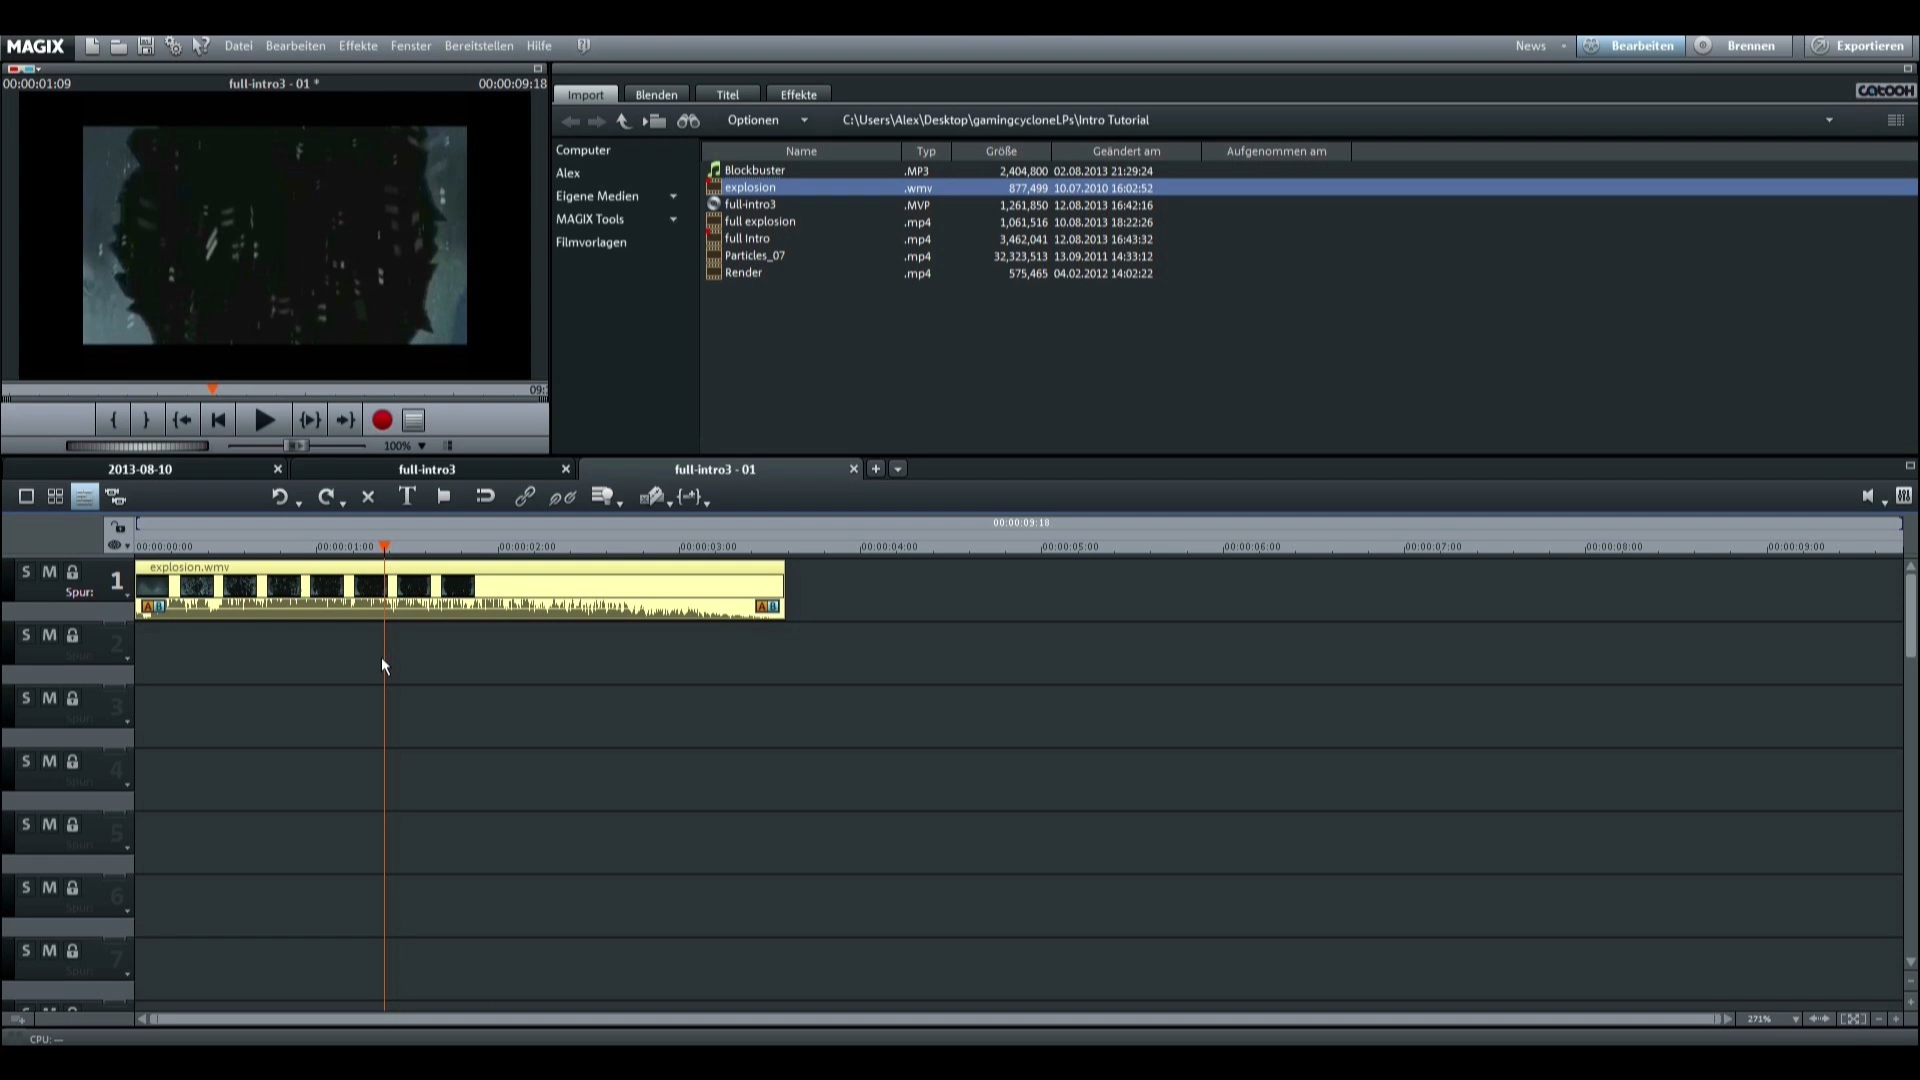 MAGIX Datei Bearbeiten Effekte Fenster Bereitstellen Hilfe News Bearbeiten Brennen Exportieren
00:00:01:09 full-intro3 - 01 * 00:00:09:18
Import Blenden Titel Effekte catooh
Optionen C:\Users\Alex\Desktop\gamingcycloneLPs\Intro Tutorial
Computer
Alex
Eigene Medien
MAGIX Tools
Filmvorlagen
Name Typ Größe Geändert am Aufgenommen am
Blockbuster .MP3 2,404,800 02.08.2013 21:29:24
explosion .wmv 877,499 10.07.2010 16:02:52
full-intro3 .MVP 1,261,850 12.08.2013 16:42:16
full explosion .mp4 1,061,516 10.08.2013 18:22:26
full Intro .mp4 3,462,041 12.08.2013 16:43:32
Particles_07 .mp4 32,323,513 13.09.2011 14:33:12
Render .mp4 575,465 04.02.2012 14:02:22
09:
100%
2013-08-10 full-intro3 full-intro3 - 01
00:00:09:18
00:00:00:00 00:00:01:00 00:00:02:00 00:00:03:00 00:00:04:00 00:00:05:00 00:00:06:00 00:00:07:00 00:00:08:00 00:00:09:00
S M 1
Spur:
explosion.wmv
A B A B
S M 2
Spur:
S M 3
Spur:
S M 4
Spur:
S M 5
Spur:
S M 6
Spur:
S M 7
Spur:
271%
CPU: —